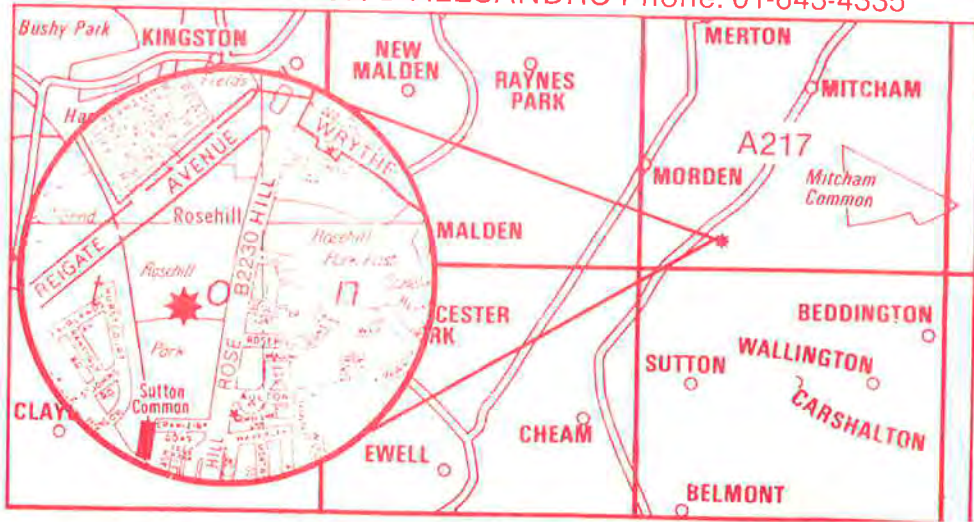 Phone: 01-643-4335
Bushy Park
KINGSTON
NEW
MALDEN
RAYNES
PARK
MERTON
MITCHAM
A217
MORDEN
Mitcham
Common
Fields
WRYTHE
REIGATE AVENUE
Rosehill
ROSE HILL
B2230
Rosehill
Park East
Rosehill
Park
Sutton
Common
MALDEN
CESTER
RK
BEDDINGTON
SUTTON
WALLINGTON
CARSHALTON
CLAY
HILL
EWELL
CHEAM
BELMONT